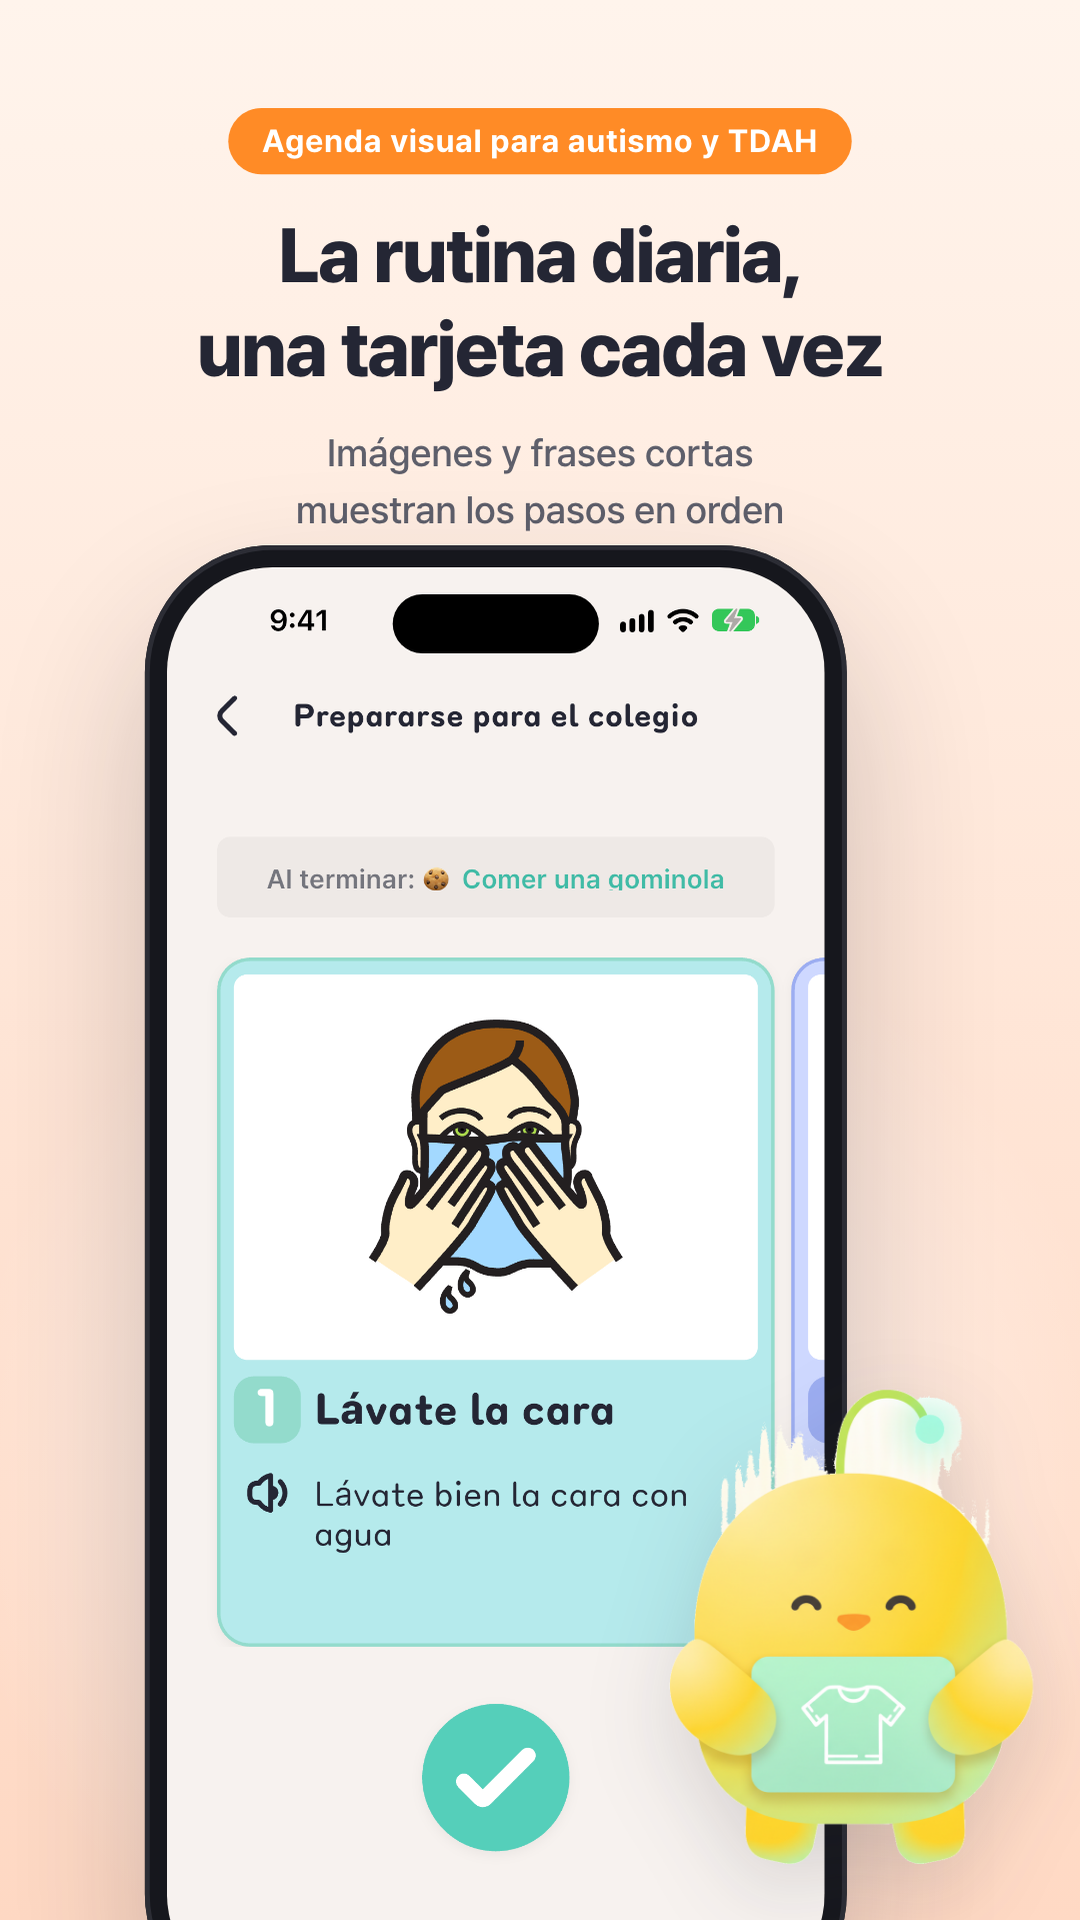 Agenda visual para autismo y TDAH
La rutina diaria,
una tarjeta cada vez
Imágenes y frases cortas
muestran los pasos en orden
9:41
Prepararse para el colegio
Al terminar: 🍪 Comer una gominola
1 Lávate la cara
Lávate bien la cara con
agua